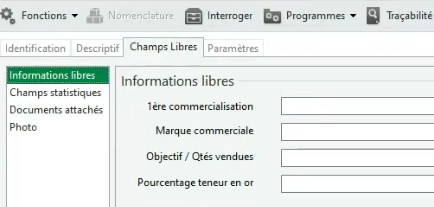 Fonctions Nomenclature Interroger Programmes Traçabilité
Identification Descriptif Champs Libres Paramètres
Informations libres
Champs statistiques
Documents attachés
Photo
Informations libres
1ère commercialisation
Marque commerciale
Objectif / Qtés vendues
Pourcentage teneur en or